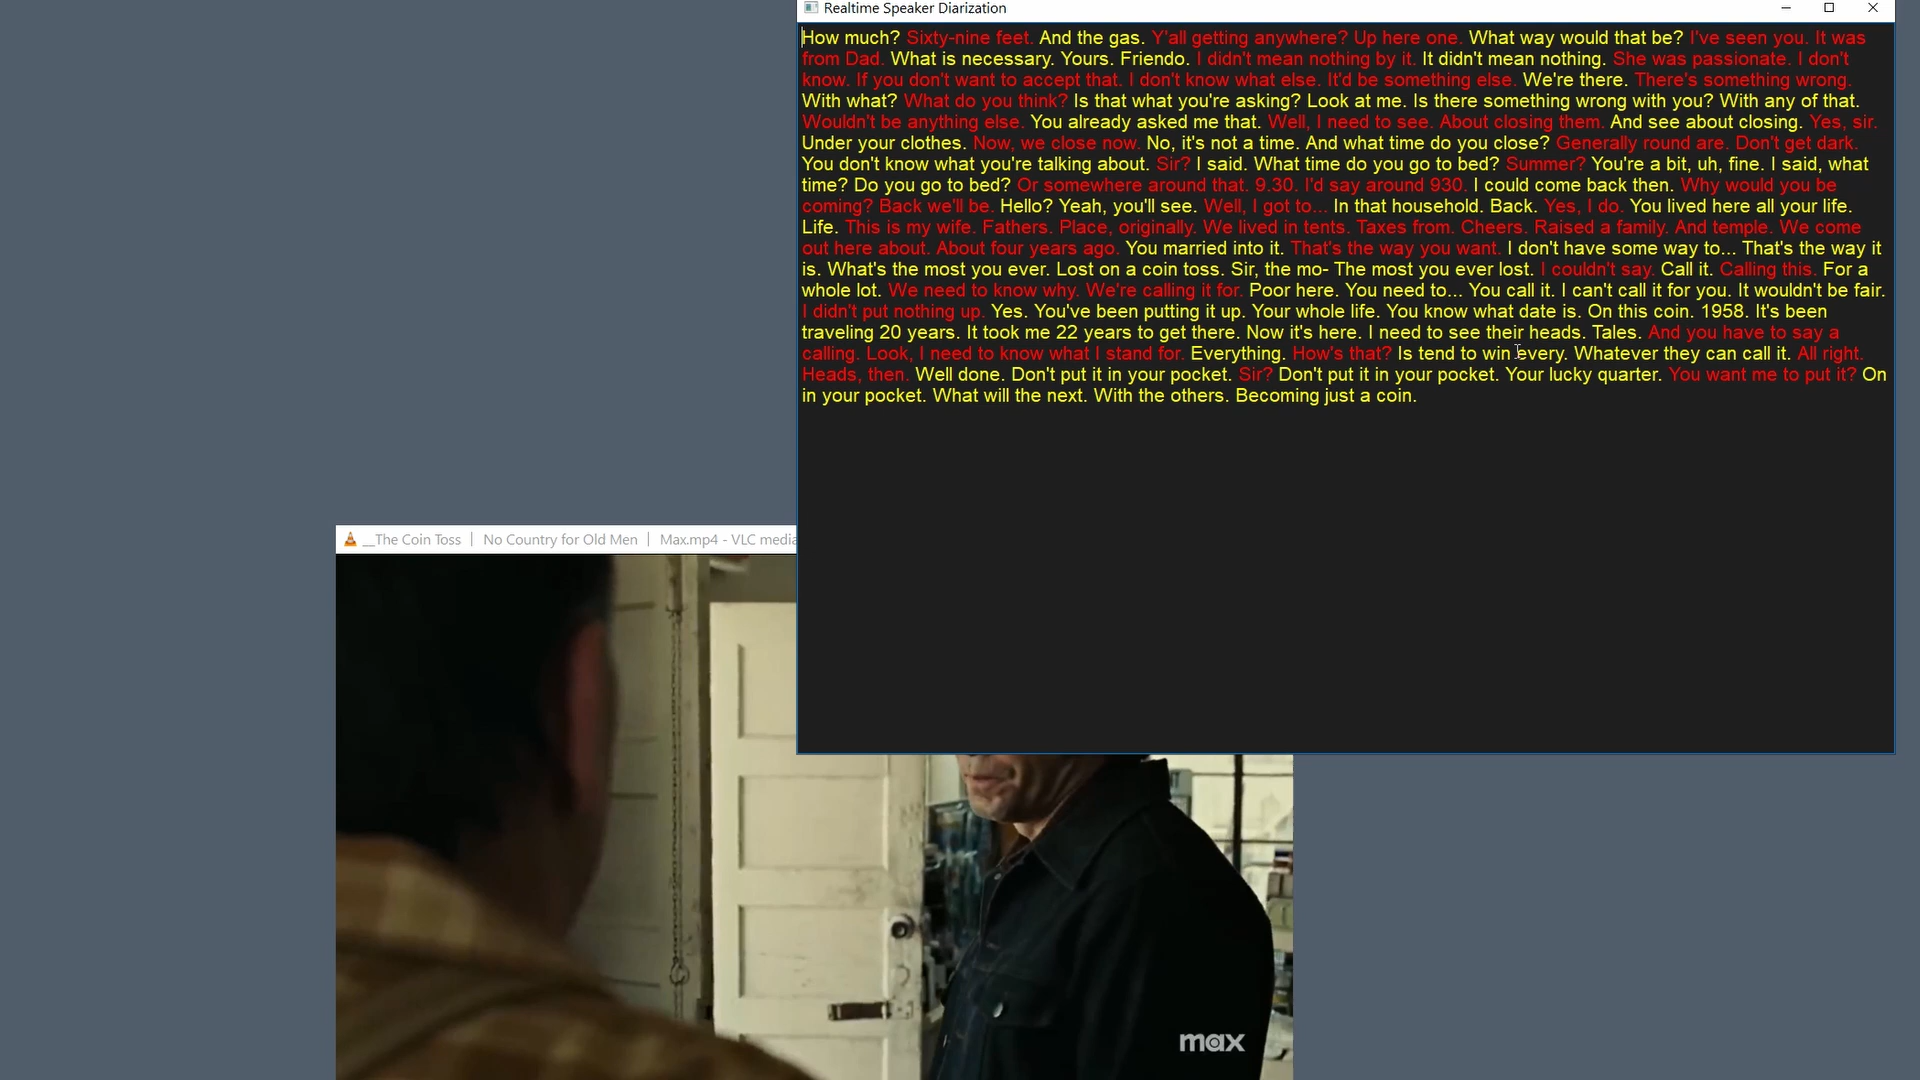 Realtime Speaker Diarization
How much? Sixty-nine feet. And the gas. Y'all getting anywhere? Up here one. What way would that be? I've seen you. It was
from Dad. What is necessary. Yours. Friendo. I didn't mean nothing by it. It didn't mean nothing. She was passionate. I don't
know. If you don't want to accept that. I don't know what else. It'd be something else. We're there. There's something wrong.
With what? What do you think? Is that what you're asking? Look at me. Is there something wrong with you? With any of that.
Wouldn't be anything else. You already asked me that. Well, I need to see. About closing them. And see about closing. Yes, sir.
Under your clothes. Now, we close now. No, it's not a time. And what time do you close? Generally round are. Don't get dark.
You don't know what you're talking about. Sir? I said. What time do you go to bed? Summer? You're a bit, uh, fine. I said, what
time? Do you go to bed? Or somewhere around that. 9.30. I'd say around 930. I could come back then. Why would you be
coming? Back we'll be. Hello? Yeah, you'll see. Well, I got to... In that household. Back. Yes, I do. You lived here all your life.
Life. This is my wife. Fathers. Place, originally. We lived in tents. Taxes from. Cheers. Raised a family. And temple. We come
out here about. About four years ago. You married into it. That's the way you want. I don't have some way to... That's the way it
is. What's the most you ever. Lost on a coin toss. Sir, the mo- The most you ever lost. I couldn't say. Call it. Calling this. For a
whole lot. We need to know why. We're calling it for. Poor here. You need to... You call it. I can't call it for you. It wouldn't be fair.
I didn't put nothing up. Yes. You've been putting it up. Your whole life. You know what date is. On this coin. 1958. It's been
traveling 20 years. It took me 22 years to get there. Now it's here. I need to see their heads. Tales. And you have to say a
calling. Look, I need to know what I stand for. Everything. How's that? Is tend to win every. Whatever they can call it. All right.
Heads, then. Well done. Don't put it in your pocket. Sir? Don't put it in your pocket. Your lucky quarter. You want me to put it? On
in your pocket. What will the next. With the others. Becoming just a coin.
__The Coin Toss | No Country for Old Men | Max.mp4 - VLC media
max